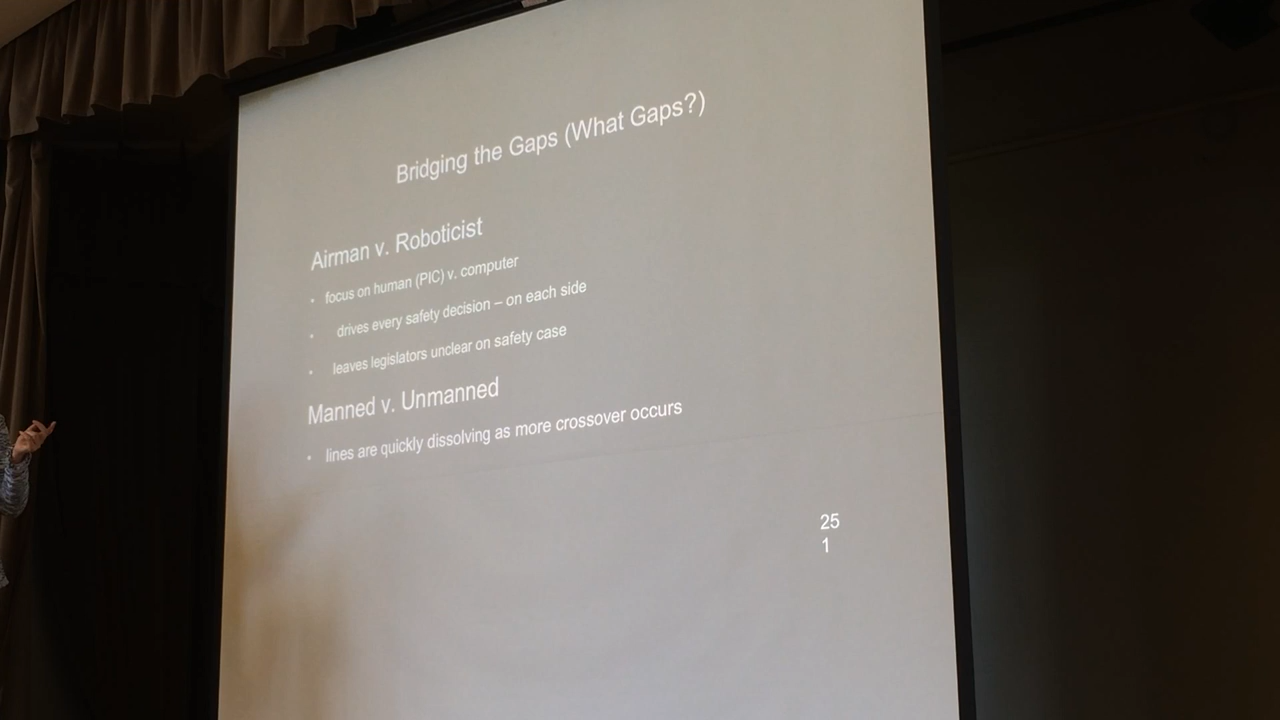 Bridging the Gaps (What Gaps?)
Airman v. Roboticist
• focus on human (PIC) v. computer
• drives every safety decision – on each side
• leaves legislators unclear on safety case
Manned v. Unmanned
• lines are quickly dissolving as more crossover occurs
25
1